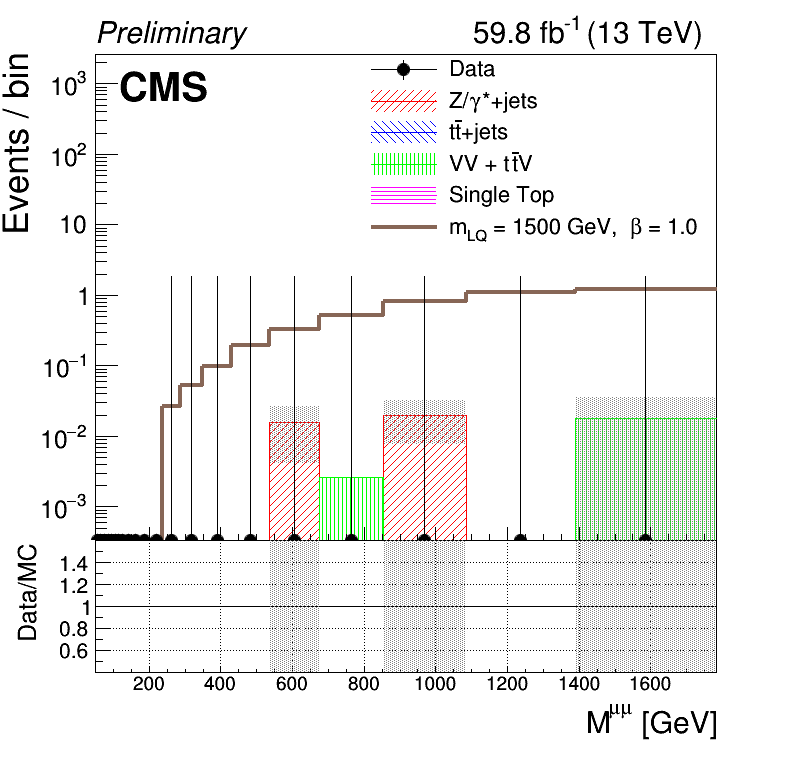 Preliminary 59.8 fb⁻¹ (13 TeV)
CMS
Data
Z/γ*+jets
tt̄+jets
VV + tt̄V
Single Top
m_LQ = 1500 GeV, β = 1.0
Events / bin
10³
10²
10
1
10⁻¹
10⁻²
10⁻³
Data/MC
1.4
1.2
1
0.8
0.6
200 400 600 800 1000 1200 1400 1600
M^μμ [GeV]